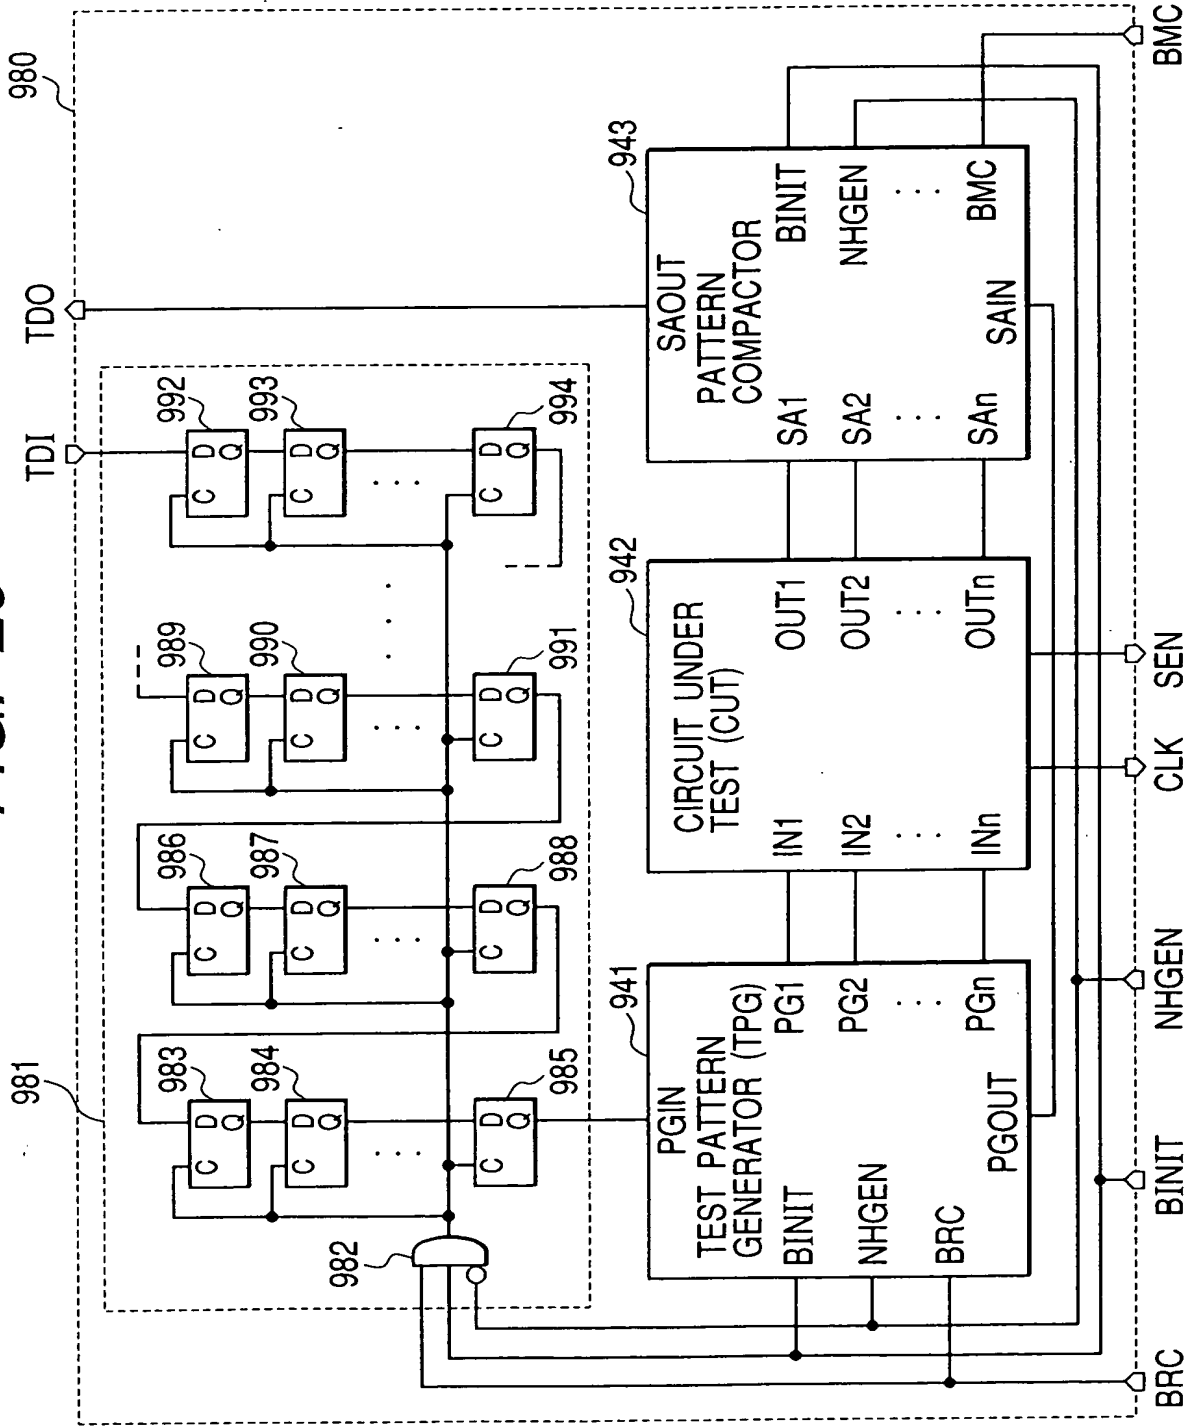 980
981
TDI
TDO
983
986
989
992
C D
Q
C D
Q
C D
Q
C D
Q
984
987
990
993
C D
Q
C D
Q
C D
Q
C D
Q
982
985
988
991
994
C D
Q
C D
Q
C D
Q
C D
Q
941
942
943
PGIN
TEST PATTERN
GENERATOR (TPG)
BINIT
NHGEN
BRC
PG1
PG2
PGn
PGOUT
CIRCUIT UNDER
TEST (CUT)
IN1
IN2
INn
OUT1
OUT2
OUTn
SAOUT
PATTERN
COMPACTOR
SA1
SA2
SAn
BINIT
NHGEN
BMC
SAIN
BRC
BINIT
NHGEN
CLK
SEN
BMC